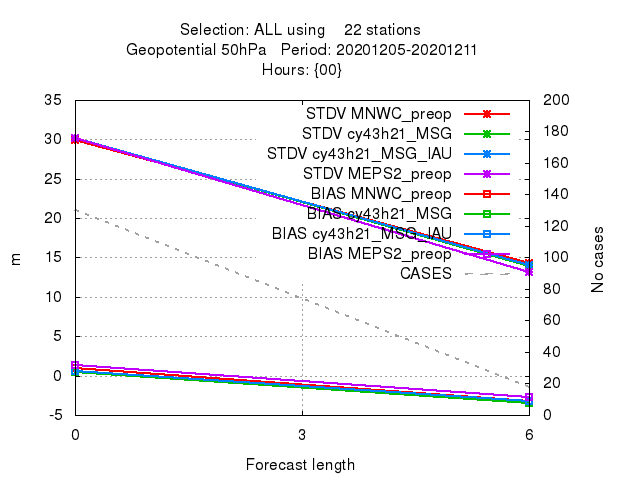 Selection: ALL using    22 stations
Geopotential 50hPa   Period: 20201205-20201211
Hours: {00}
35 200
30 180
25 160
20 140
15 120
10 100
5 80
0 60
-5 40
20
0
m
No cases
STDV MNWC_preop
STDV cy43h21_MSG
STDV cy43h21_MSG_IAU
STDV MEPS2_preop
BIAS MNWC_preop
BIAS cy43h21_MSG
BIAS cy43h21_MSG_IAU
BIAS MEPS2_preop
CASES
0 3 6
Forecast length